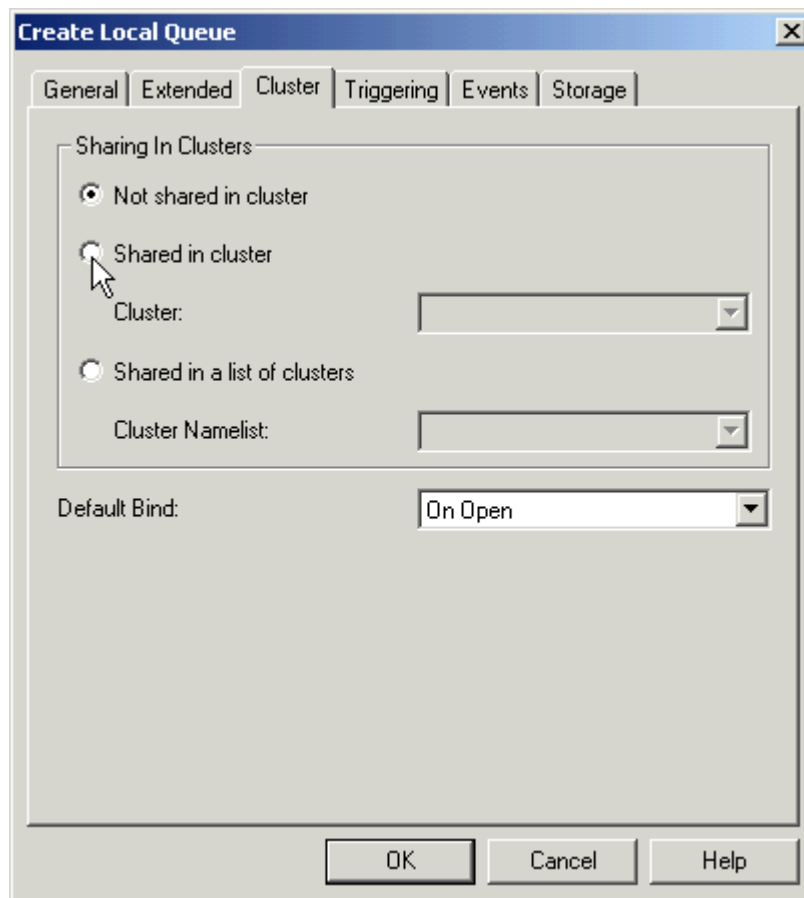 Create Local Queue
General Extended Cluster Triggering Events Storage
Sharing In Clusters
Not shared in cluster
Shared in cluster
Cluster:
Shared in a list of clusters
Cluster Namelist:
Default Bind: On Open
OK Cancel Help